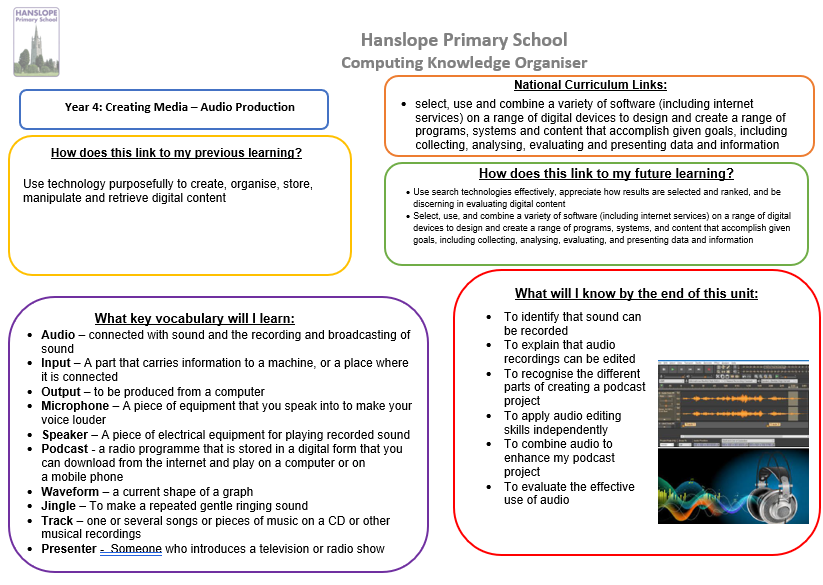 HANSLOPE
PRIMARY SCHOOL
Hanslope Primary School
Computing Knowledge Organiser
Year 4: Creating Media – Audio Production
National Curriculum Links:
• select, use and combine a variety of software (including internet
services) on a range of digital devices to design and create a range of
programs, systems and content that accomplish given goals, including
collecting, analysing, evaluating and presenting data and information
How does this link to my previous learning?
Use technology purposefully to create, organise, store,
manipulate and retrieve digital content
How does this link to my future learning?
• Use search technologies effectively, appreciate how results are selected and ranked, and be
discerning in evaluating digital content
• Select, use, and combine a variety of software (including internet services) on a range of digital
devices to design and create a range of programs, systems, and content that accomplish given
goals, including collecting, analysing, evaluating, and presenting data and information
What key vocabulary will I learn:
• Audio – connected with sound and the recording and broadcasting of
sound
• Input – A part that carries information to a machine, or a place where
it is connected
• Output – to be produced from a computer
• Microphone – A piece of equipment that you speak into to make your
voice louder
• Speaker – A piece of electrical equipment for playing recorded sound
• Podcast - a radio programme that is stored in a digital form that you
can download from the internet and play on a computer or on
a mobile phone
• Waveform – a current shape of a graph
• Jingle – To make a repeated gentle ringing sound
• Track – one or several songs or pieces of music on a CD or other
musical recordings
• Presenter - Someone who introduces a television or radio show
What will I know by the end of this unit:
• To identify that sound can
be recorded
• To explain that audio
recordings can be edited
• To recognise the different
parts of creating a podcast
project
• To apply audio editing
skills independently
• To combine audio to
enhance my podcast
project
• To evaluate the effective
use of audio